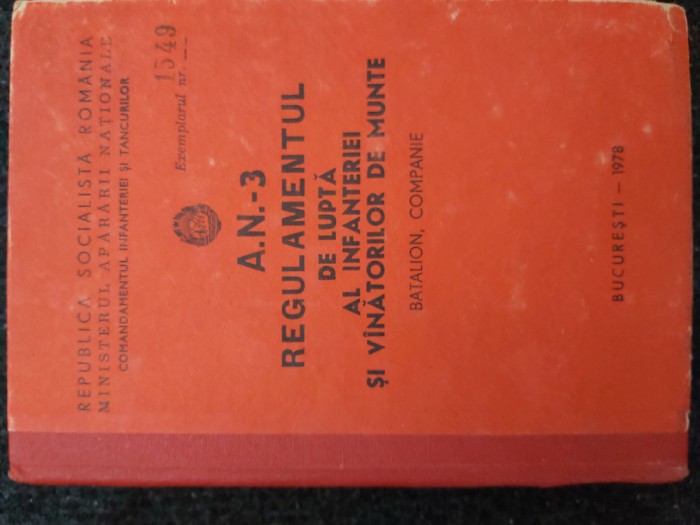 REPUBLICA SOCIALISTĂ ROMÂNIA
MINISTERUL APĂRĂRII NAȚIONALE
COMANDAMENTUL INFANTERIEI ȘI TANCURILOR
Exemplarul nr. 1549
A.N.-3
REGULAMENTUL
DE LUPTĂ
AL INFANTERIEI
ȘI VÎNĂTORILOR DE MUNTE
BATALION, COMPANIE
BUCUREȘTI — 1978